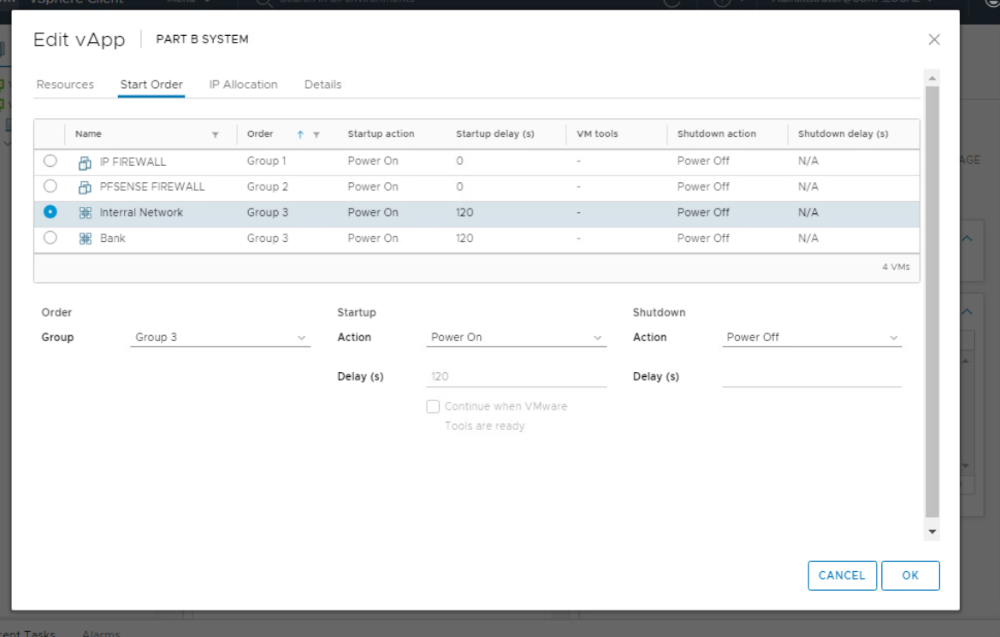 vSphere Client
Edit vApp | PART B SYSTEM
Resources Start Order IP Allocation Details
Name Order Startup action Startup delay (s) VM tools Shutdown action Shutdown delay (s)
IP FIREWALL Group 1 Power On 0 - Power Off N/A
PFSENSE FIREWALL Group 2 Power On 0 - Power Off N/A
Interral Network Group 3 Power On 120 - Power Off N/A
Bank Group 3 Power On 120 - Power Off N/A
4 VMs
Order Startup Shutdown
Group Group 3 Action Power On Action Power Off
Delay (s) 120 Delay (s)
Continue when VMware
Tools are ready
CANCEL OK
Tasks Alarms